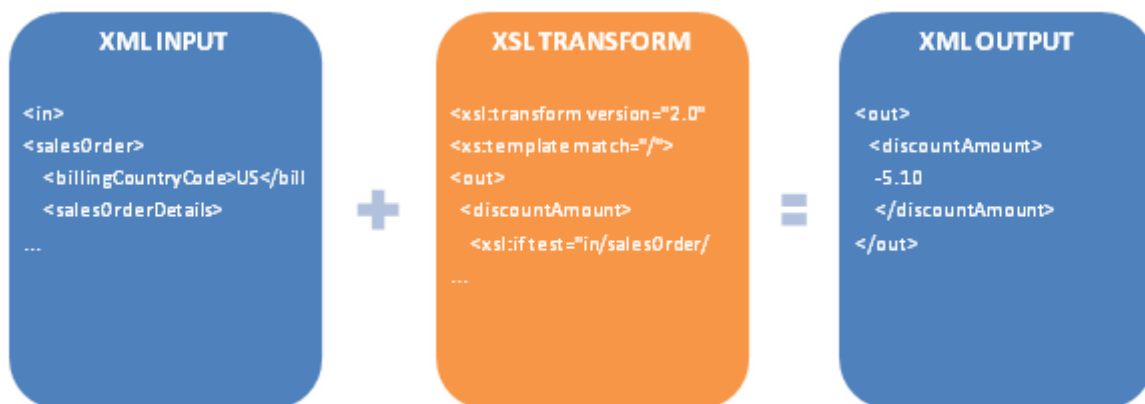 XML INPUT
<in>
<salesOrder>
<billingCountryCode>US</bill
<salesOrderDetails>
...
+
XSL TRANSFORM
<xsl:transform version="2.0"
<xs:template match="/">
<out>
<discountAmount>
<xsl:if test="in/salesOrder/
...
=
XML OUTPUT
<out>
<discountAmount>
-5.10
</discountAmount>
</out>